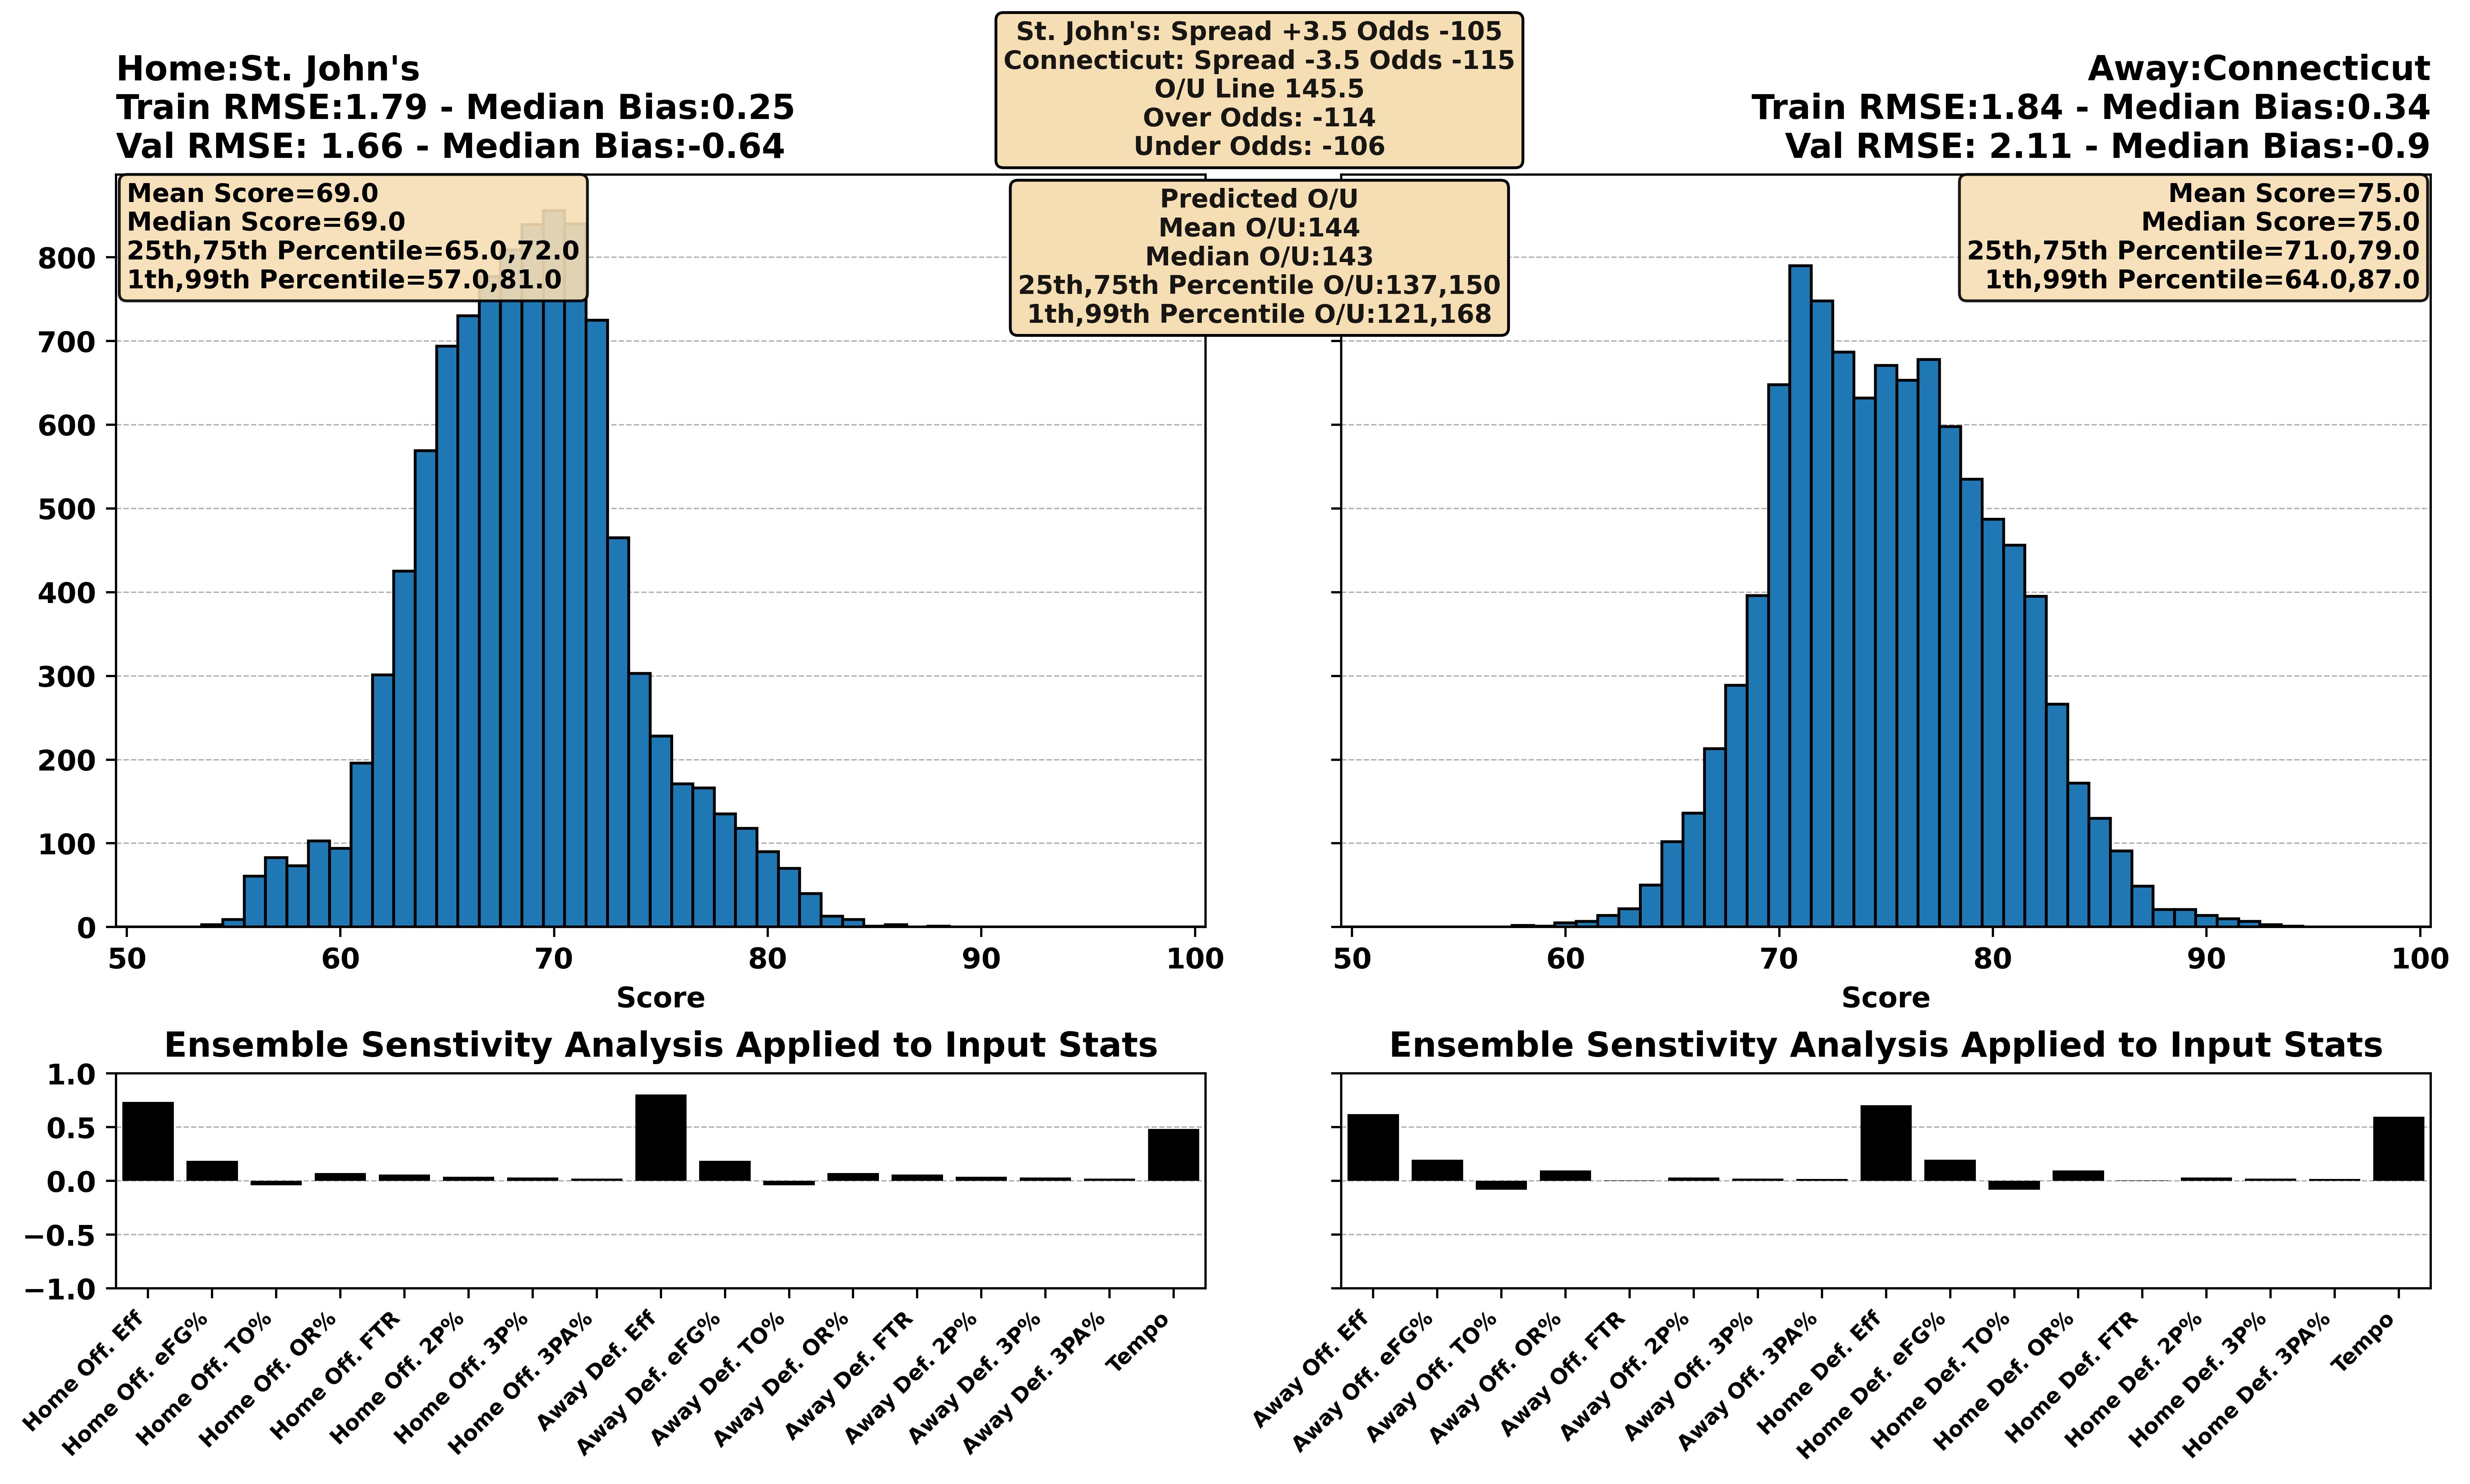 St. John's: Spread +3.5 Odds -105
Connecticut: Spread -3.5 Odds -115
O/U Line 145.5
Over Odds: -114
Under Odds: -106
Home:St. John's
Train RMSE:1.79 - Median Bias:0.25
Val RMSE: 1.66 - Median Bias:-0.64
Away:Connecticut
Train RMSE:1.84 - Median Bias:0.34
Val RMSE: 2.11 - Median Bias:-0.9
Mean Score=69.0
Median Score=69.0
25th,75th Percentile=65.0,72.0
1th,99th Percentile=57.0,81.0
Predicted O/U
Mean O/U:144
Median O/U:143
25th,75th Percentile O/U:137,150
1th,99th Percentile O/U:121,168
Mean Score=75.0
Median Score=75.0
25th,75th Percentile=71.0,79.0
1th,99th Percentile=64.0,87.0
800
700
600
500
400
300
200
100
0
50 60 70 80 90 100
Score
50 60 70 80 90 100
Score
Ensemble Senstivity Analysis Applied to Input Stats
1.0
0.5
0.0
−0.5
−1.0
Home Off. Eff
Home Off. eFG%
Home Off. TO%
Home Off. OR%
Home Off. FTR
Home Off. 2P%
Home Off. 3P%
Home Off. 3PA%
Away Def. Eff
Away Def. eFG%
Away Def. TO%
Away Def. OR%
Away Def. FTR
Away Def. 2P%
Away Def. 3P%
Away Def. 3PA%
Tempo
Ensemble Senstivity Analysis Applied to Input Stats
Away Off. Eff
Away Off. eFG%
Away Off. TO%
Away Off. OR%
Away Off. FTR
Away Off. 2P%
Away Off. 3P%
Away Off. 3PA%
Home Def. Eff
Home Def. eFG%
Home Def. TO%
Home Def. OR%
Home Def. FTR
Home Def. 2P%
Home Def. 3P%
Home Def. 3PA%
Tempo